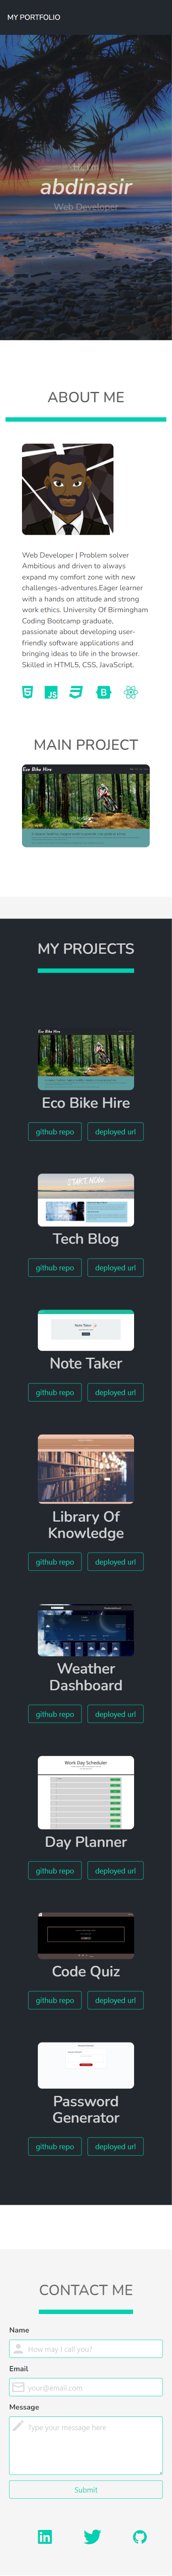 MY PORTFOLIO
abdinasir
Web Developer
ABOUT ME
Web Developer | Problem solver
Ambitious and driven to always
expand my comfort zone with new
challenges-adventures,Eager learner
with a hands on attitude and strong
work ethics. University Of Birmingham
Coding Bootcamp graduate,
passionate about developing user-
friendly software applications and
bringing ideas to life in the browser.
Skilled in HTML5, CSS, JavaScript.
MAIN PROJECT
Eco Bike Hire
MY PROJECTS
Eco Bike Hire
github repo deployed url
Tech Blog
github repo deployed url
Note Taker
Note Taker
github repo deployed url
Library Of
Knowledge
github repo deployed url
Weather
Dashboard
github repo deployed url
Work Day Scheduler
Day Planner
github repo deployed url
Code Quiz
github repo deployed url
Password
Generator
github repo deployed url
CONTACT ME
Name
How may I call you?
Email
your@email.com
Message
Type your message here
Submit